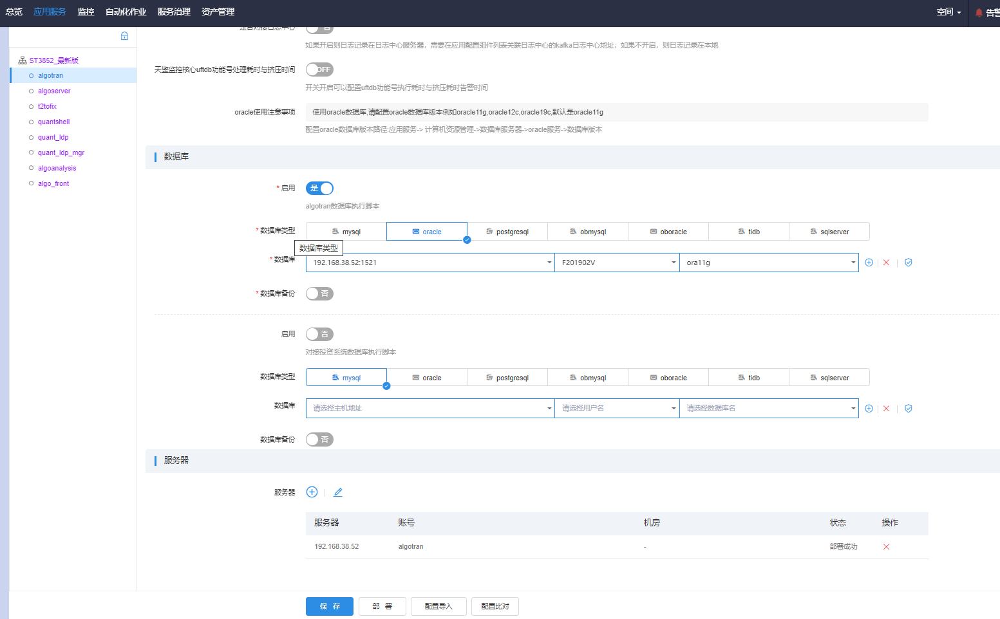 总览 应用服务 监控 自动化作业 服务治理 资产管理 空间 告警
ST3852_最新版
algotran
algoserver
t2tofix
quantshell
quant_ldp
quant_ldp_mgr
algoanalysis
algo_front
是否对接日志中心 否
如果开启则日志记录在日志中心服务器，需要在应用配置组件列表关联日志中心的kafka日志中心地址；如果不开启，则日志记录在本地
天鉴监控核心uftdb功能号处理耗时与挤压时间 OFF
开关开启可以配置uftdb功能号执行耗时与挤压耗时告警时间
oracle使用注意事项 使用oracle数据库,请配置oracle数据库版本例如oracle11g,oracle12c,oracle19c,默认是oracle11g
配置oracle数据库版本路径:应用服务-> 计算机资源管理->数据库服务器->oracle服务->数据库版本
数据库
* 启用 是
algotran数据库执行脚本
* 数据库类型 mysql oracle postgresql obmysql oboracle tidb sqlserver
数据库类型
* 数据库 192.168.38.52:1521 F201902V ora11g
* 数据库备份 否
启用 否
对接投资系统数据库执行脚本
数据库类型 mysql oracle postgresql obmysql oboracle tidb sqlserver
数据库 请选择主机地址 请选择用户名 请选择数据库名
数据库备份 否
服务器
服务器
服务器 账号 机房 状态 操作
192.168.38.52 algotran - 部署成功
保 存 部 署 配置导入 配置比对